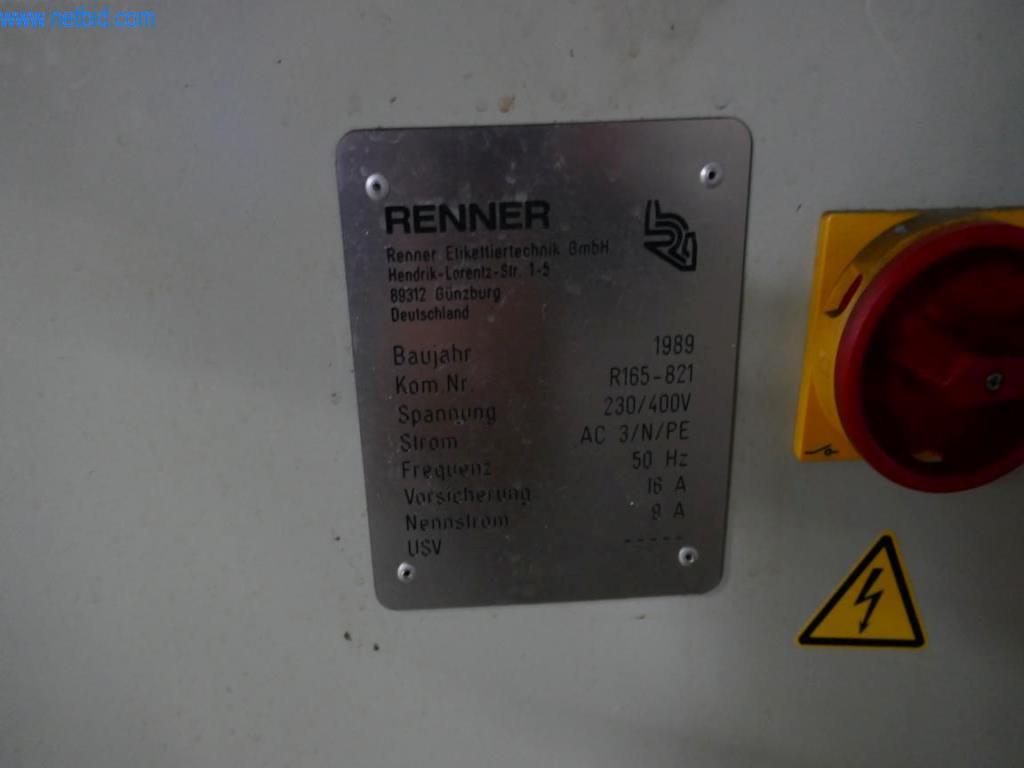 www.netbid.com
RENNER
Renner Etikettiertechnik GmbH
Hendrik-Lorentz-Str. 1-5
89312 Günzburg
Deutschland
Baujahr 1989
Kom.Nr. R165-821
Spannung 230/400V
Strom AC 3/N/PE
Frequenz 50 Hz
Vorsicherung 16 A
Nennstrom 9 A
USV -----